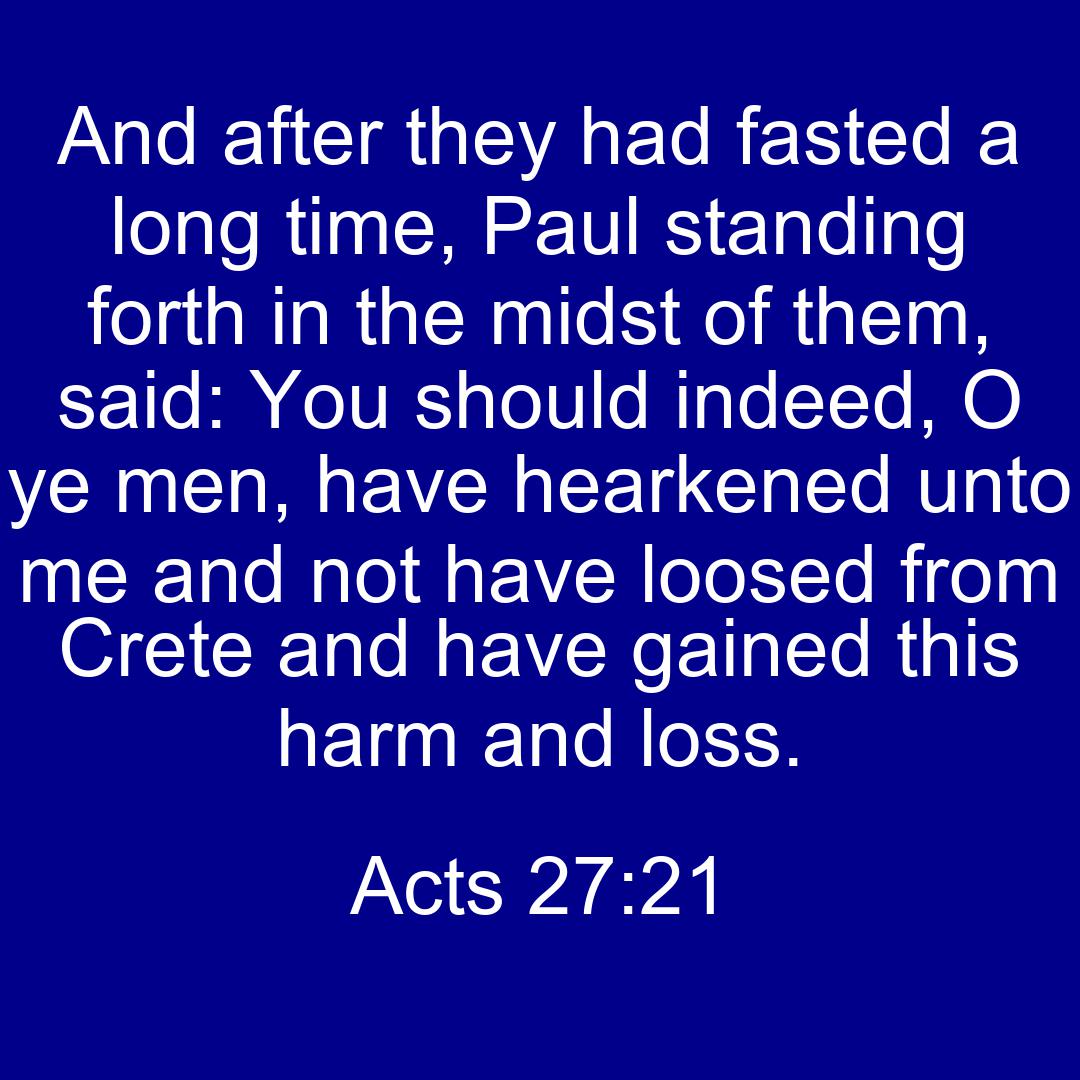 And after they had fasted a
long time, Paul standing
forth in the midst of them,
said: You should indeed, O
ye men, have hearkened unto
me and not have loosed from
Crete and have gained this
harm and loss.
Acts 27:21